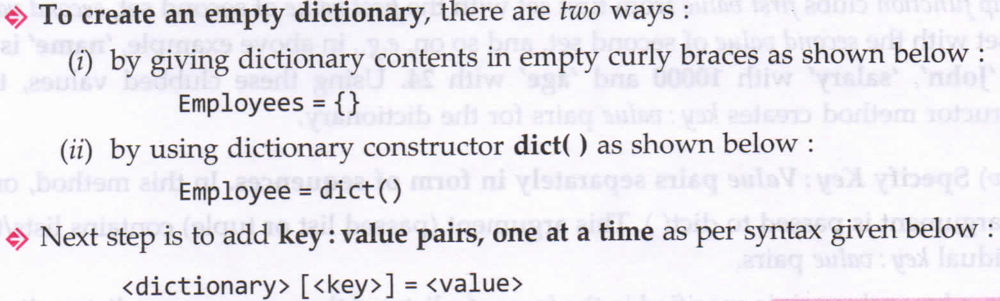 To create an empty dictionary, there are two ways :
(i) by giving dictionary contents in empty curly braces as shown below :
Employees = {}
(ii) by using dictionary constructor dict( ) as shown below :
Employee = dict()
Next step is to add key : value pairs, one at a time as per syntax given below :
<dictionary> [<key>] = <value>